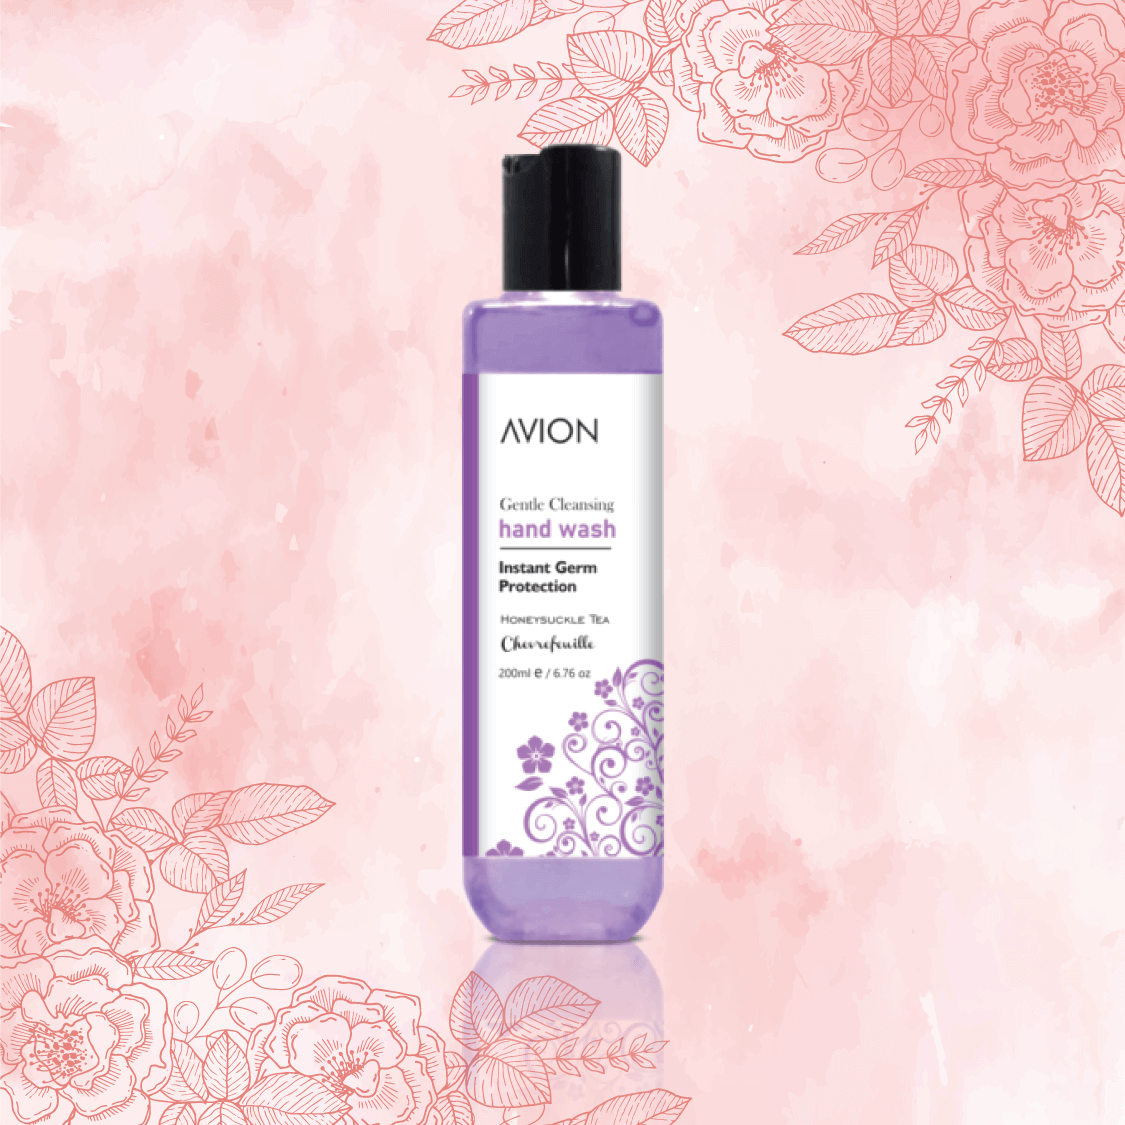 AVION
Gentle Cleansing
hand wash
Instant Germ
Protection
HONEYSUCKLE TEA
Chevrefeuille
200ml e / 6.76 oz